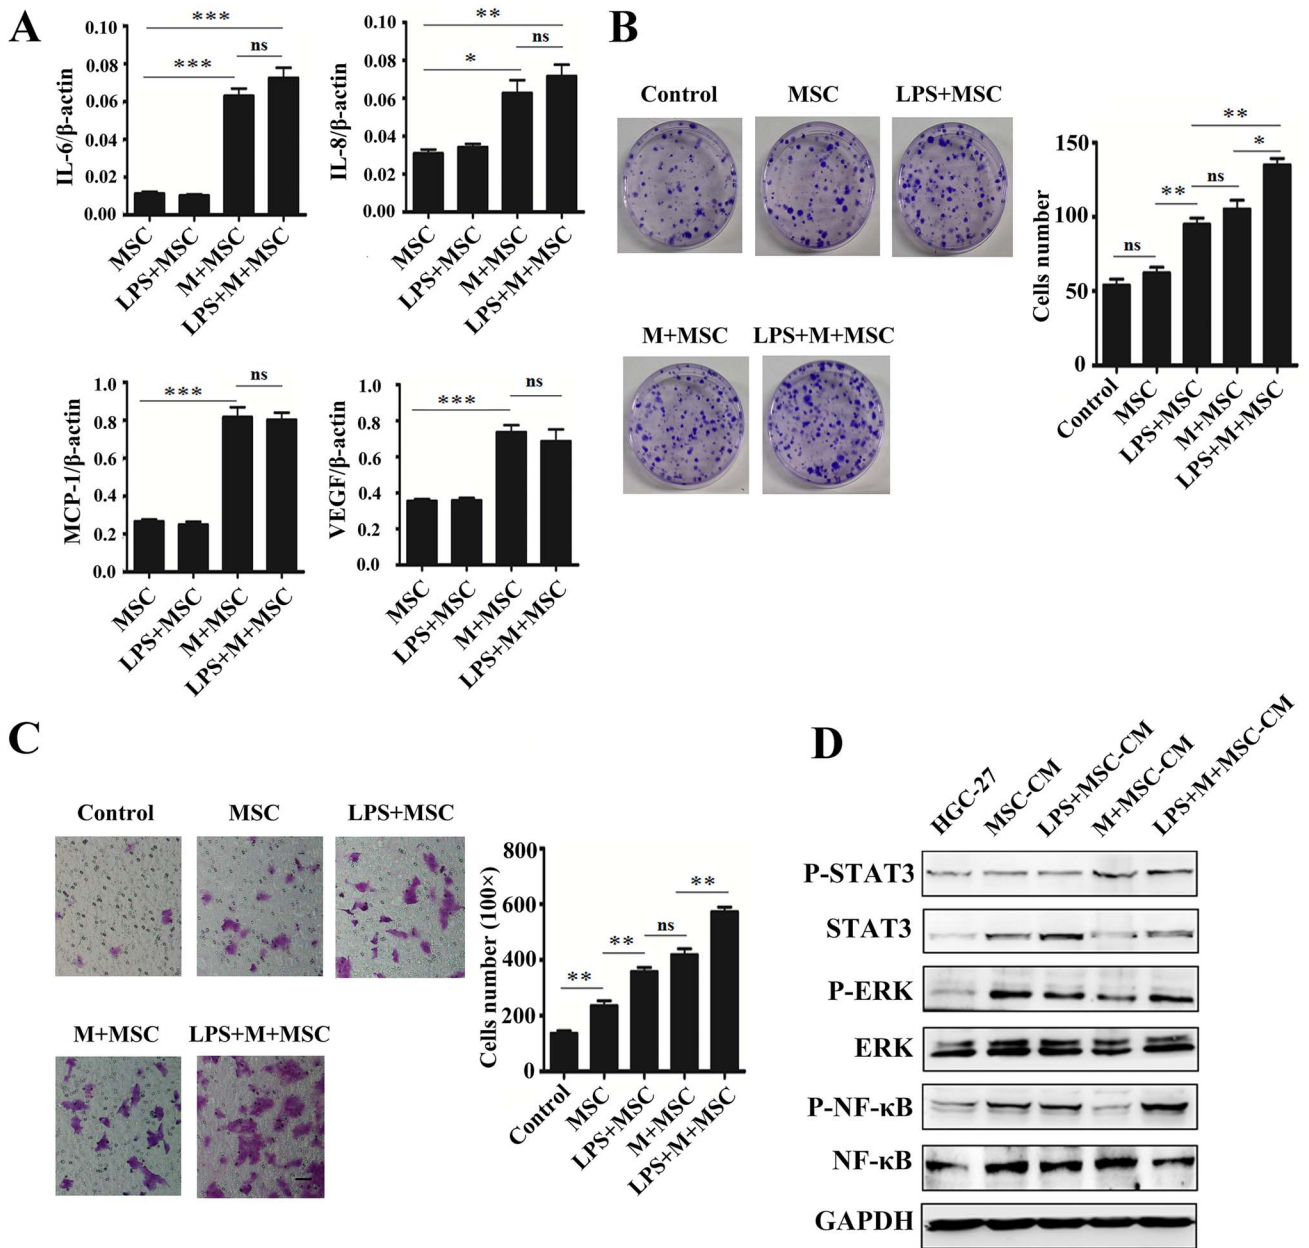 A
IL-6/β-actin
0.10
0.08
0.06
0.04
0.02
0.00
***
***
ns
MSC
LPS+MSC
M+MSC
LPS+M+MSC
IL-8/β-actin
0.10
0.08
0.06
0.04
0.02
0.00
**
*
ns
MSC
LPS+MSC
M+MSC
LPS+M+MSC
MCP-1/β-actin
1.0
0.8
0.6
0.4
0.2
0.0
***
ns
MSC
LPS+MSC
M+MSC
LPS+M+MSC
VEGF/β-actin
1.0
0.8
0.6
0.4
0.2
0.0
***
ns
MSC
LPS+MSC
M+MSC
LPS+M+MSC
B
Control
MSC
LPS+MSC
M+MSC
LPS+M+MSC
Cells number
150
100
50
0
ns
**
ns
**
*
Control
MSC
LPS+MSC
M+MSC
LPS+M+MSC
C
Control
MSC
LPS+MSC
M+MSC
LPS+M+MSC
Cells number (100×)
800
600
400
200
0
**
**
ns
**
Control
MSC
LPS+MSC
M+MSC
LPS+M+MSC
D
HGC-27
MSC-CM
LPS+MSC-CM
M+MSC-CM
LPS+M+MSC-CM
P-STAT3
STAT3
P-ERK
ERK
P-NF-κB
NF-κB
GAPDH